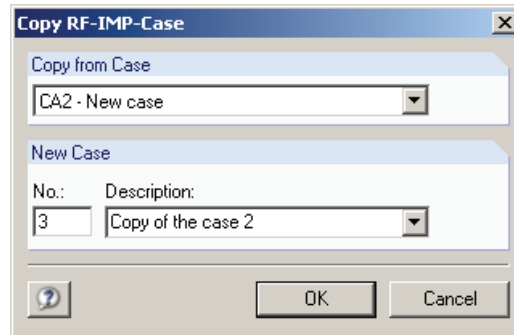 Copy RF-IMP-Case
Copy from Case
CA2 - New case
New Case
No.: Description:
3 Copy of the case 2
OK Cancel